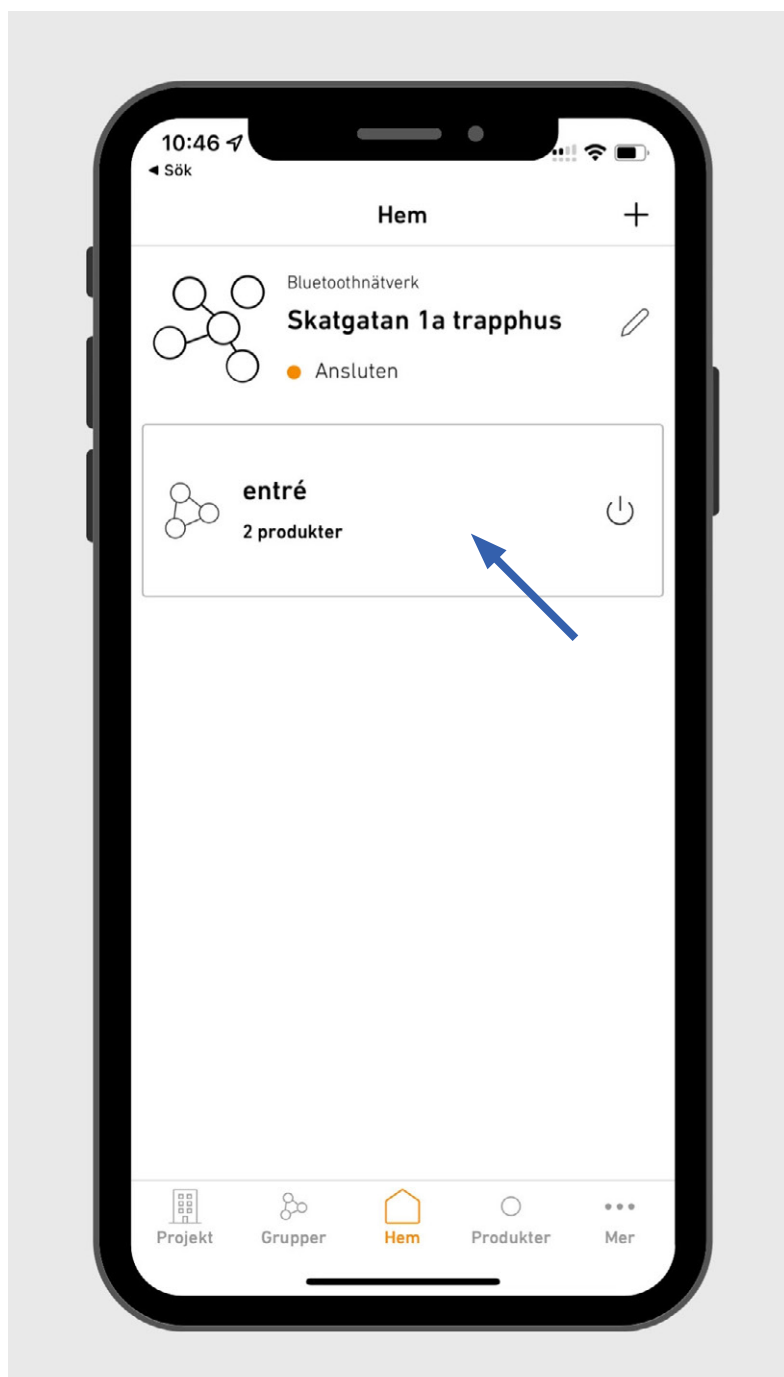 10:46
◀ Sök
Hem
Bluetoothnätverk
Skatgatan 1a trapphus
Ansluten
entré
2 produkter
Projekt Grupper Hem Produkter Mer